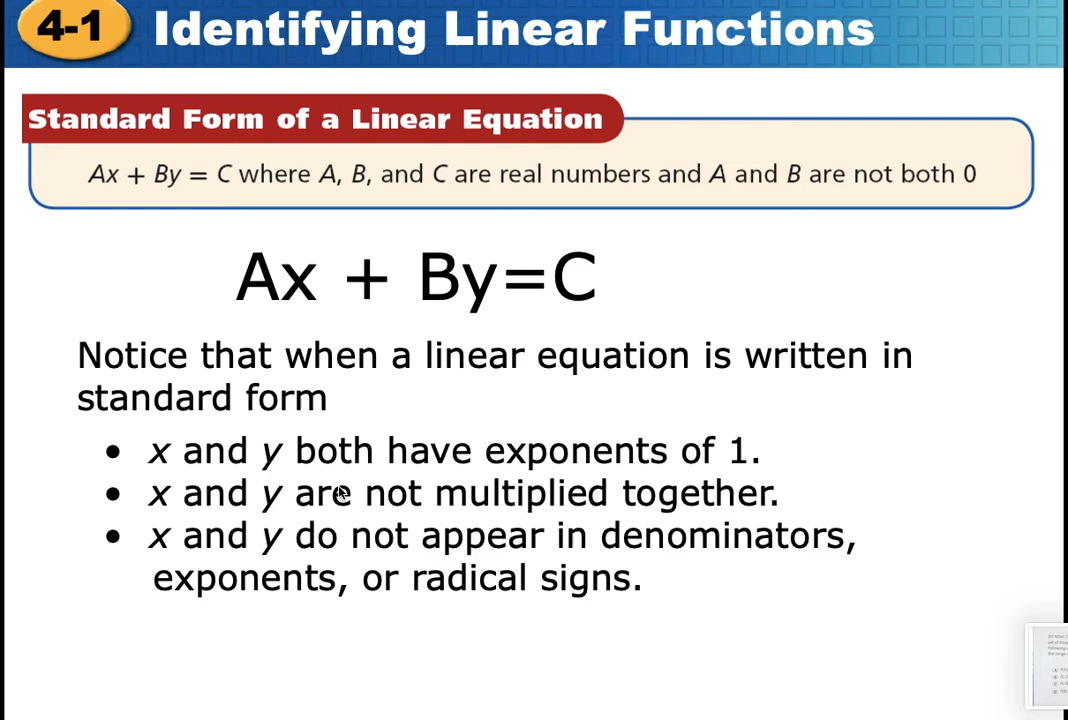 4-1 Identifying Linear Functions
Standard Form of a Linear Equation
Ax + By = C where A, B, and C are real numbers and A and B are not both 0
Ax + By=C
Notice that when a linear equation is written in
standard form
• x and y both have exponents of 1.
• x and y are not multiplied together.
• x and y do not appear in denominators,
exponents, or radical signs.